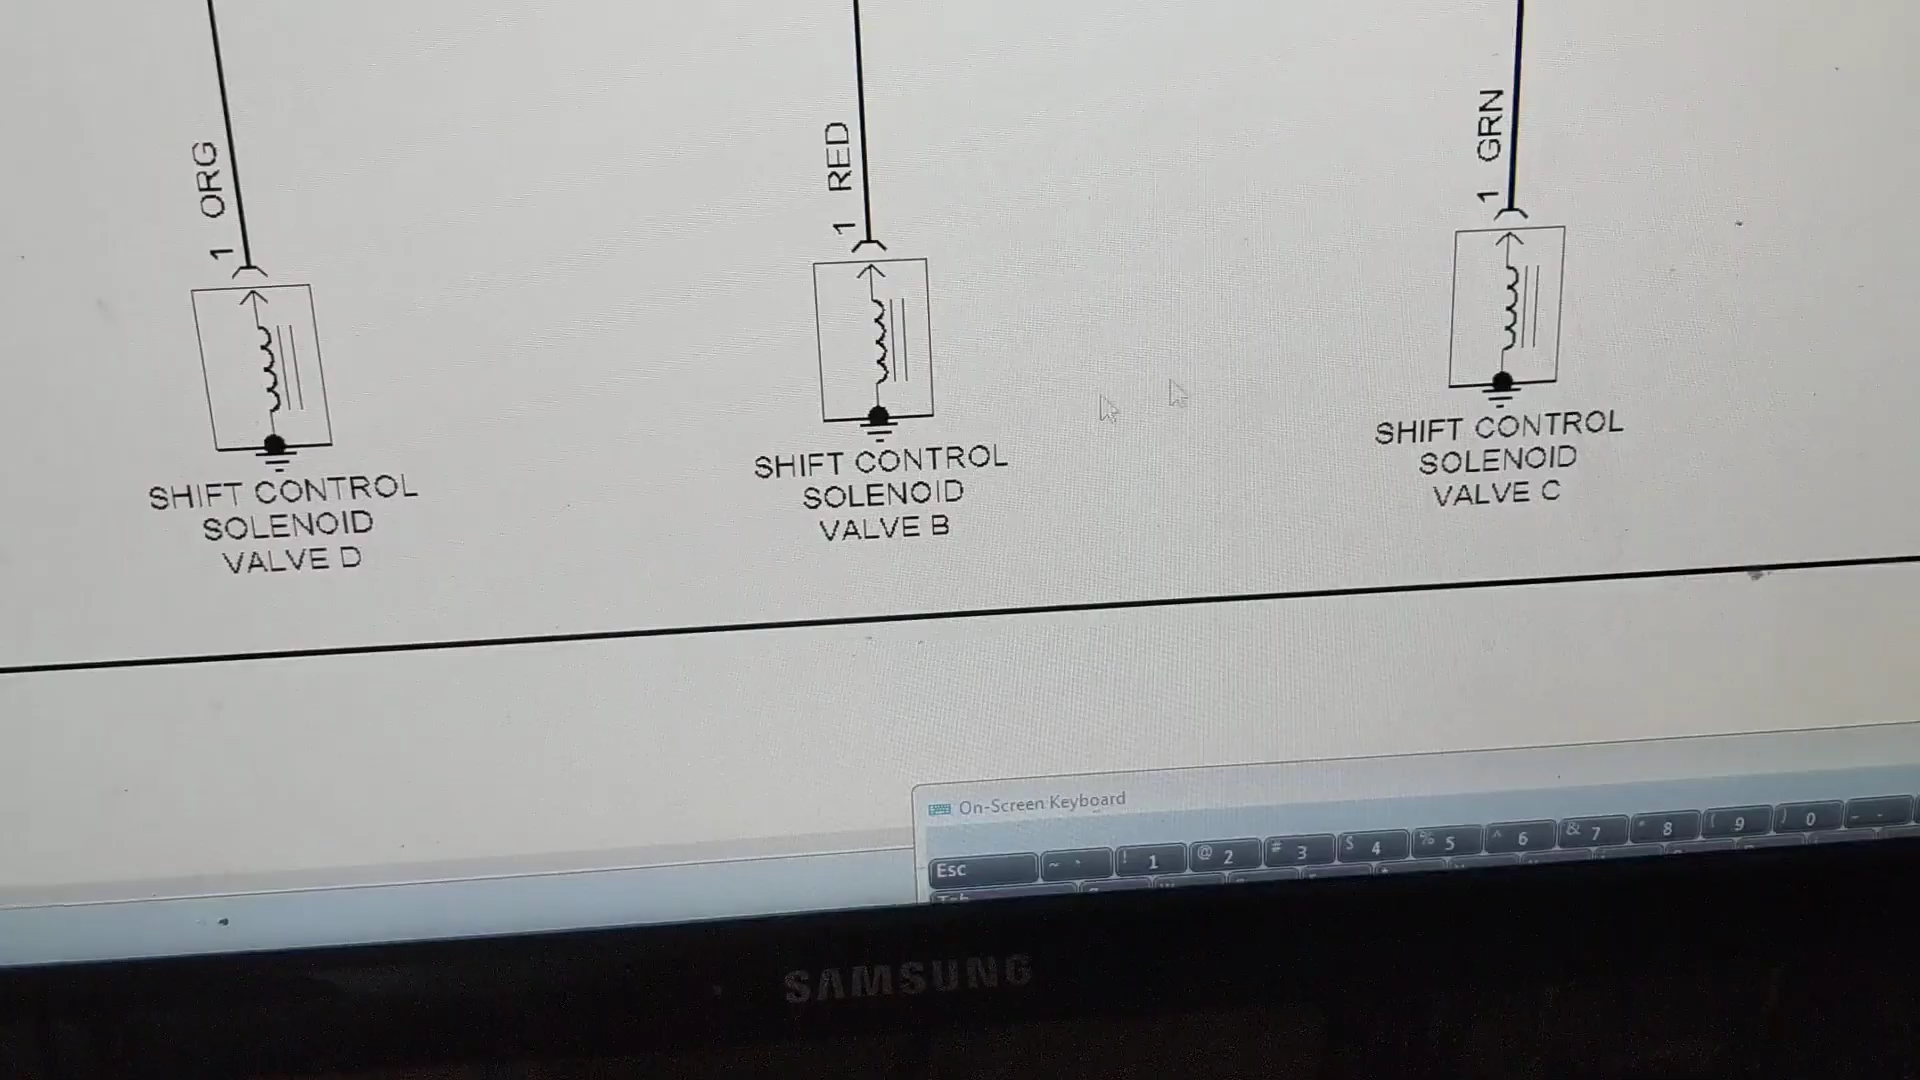 1 ORG
SHIFT CONTROL
SOLENOID
VALVE D
1 RED
SHIFT CONTROL
SOLENOID
VALVE B
1 GRN
SHIFT CONTROL
SOLENOID
VALVE C
On-Screen Keyboard
Esc ~ ` ! 1 @ 2 # 3 $ 4 % 5 ^ 6 & 7 * 8 ( 9 ) 0 _ -
Tab
SAMSUNG